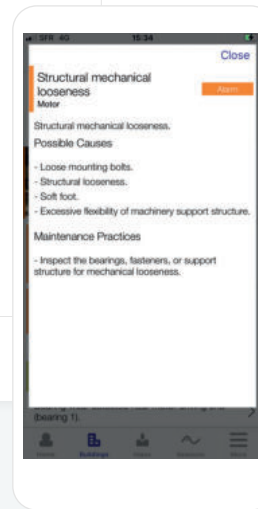 SFR 4G 15:34
Close
Structural mechanical
looseness
Alarm
Motor
Structural mechanical looseness.
Possible Causes
- Loose mounting bolts.
- Structural looseness.
- Soft foot.
- Excessive flexibility of machinery support structure.
Maintenance Practices
- Inspect the bearings, fasteners, or support
structure for mechanical looseness.
(bearing 1).
Home Buildings More